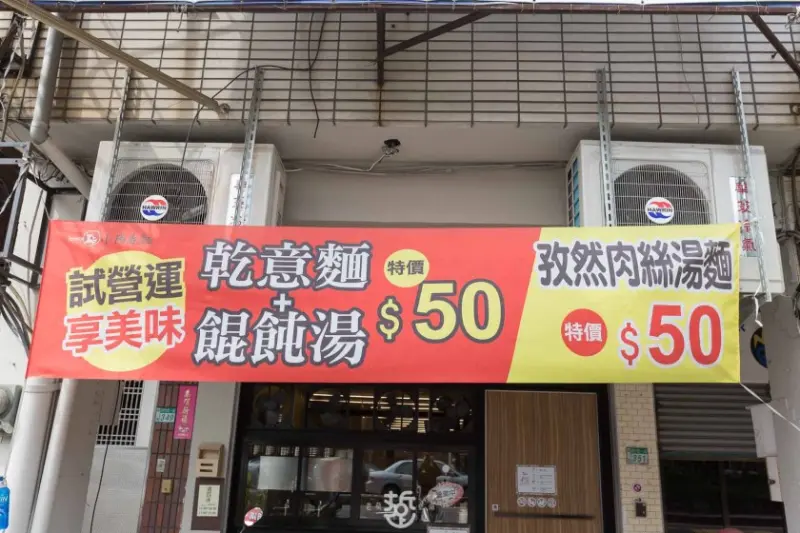 試營運
享美味
乾意麵
+
餛飩湯
特價
$50
孜然肉絲湯麵
特價
$50